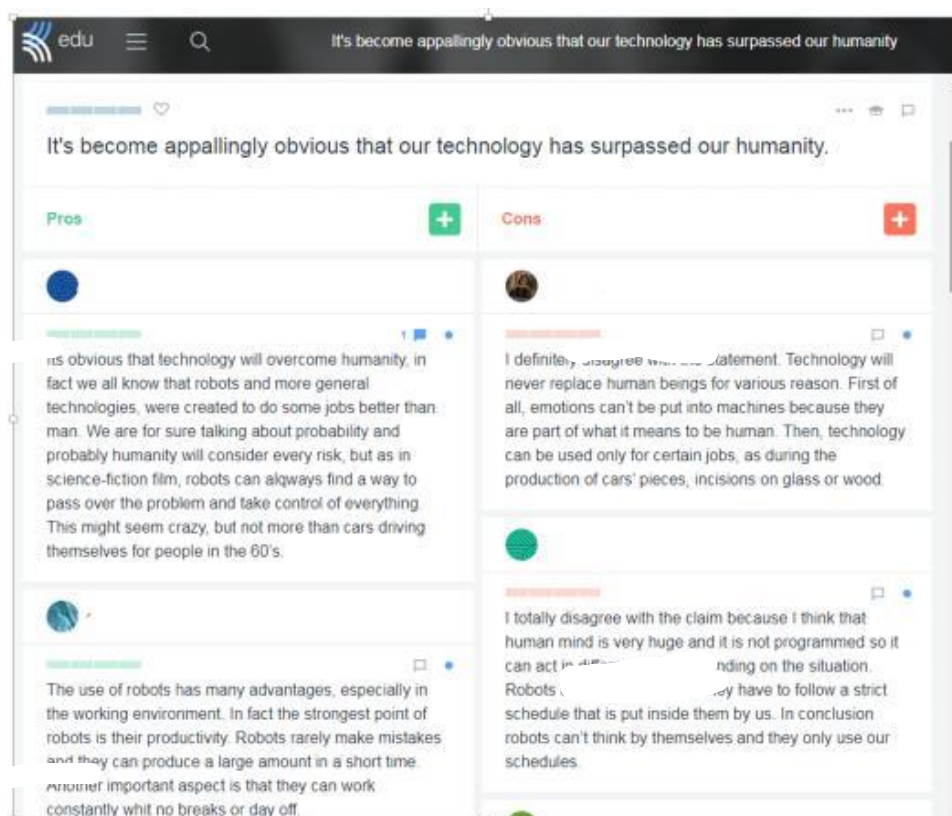 edu
It's become appallingly obvious that our technology has surpassed our humanity
It's become appallingly obvious that our technology has surpassed our humanity.
Pros
Cons
1
Its obvious that technology will overcome humanity, in
fact we all know that robots and more general
technologies, were created to do some jobs better than
man. We are for sure talking about probability and
probably humanity will consider every risk, but as in
science-fiction film, robots can alqways find a way to
pass over the problem and take control of everything.
This might seem crazy, but not more than cars driving
themselves for people in the 60's.
The use of robots has many advantages, especially in
the working environment. In fact the strongest point of
robots is their productivity. Robots rarely make mistakes
and they can produce a large amount in a short time.
Another important aspect is that they can work
constantly whit no breaks or day off.
I definitely disagree with statement. Technology will
never replace human beings for various reason. First of
all, emotions can't be put into machines because they
are part of what it means to be human. Then, technology
can be used only for certain jobs, as during the
production of cars' pieces, incisions on glass or wood.
I totally disagree with the claim because I think that
human mind is very huge and it is not programmed so it
can act in on the situation.
Robots have to follow a strict
schedule that is put inside them by us. In conclusion
robots can't think by themselves and they only use our
schedules.